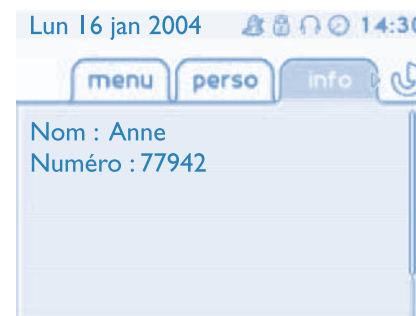 Lun 16 jan 2004 14:30
menu perso info
Nom : Anne
Numéro : 77942